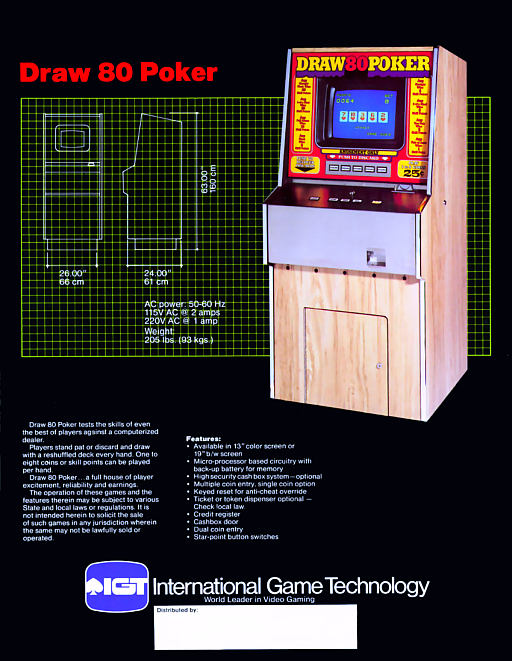 Draw 80 Poker
DRAW80POKER
AMUSEMENT ONLY
PUSH TO DISCARD
25¢
63.00"
160 cm
26.00"
66 cm
24.00"
61 cm
AC power: 50-60 Hz
115V AC @ 2 amps
220V AC @ 1 amp
Weight:
205 lbs. (93 kgs.)
Draw 80 Poker tests the skills of even
the best of players against a computerized
dealer.
Players stand pat or discard and draw
with a reshuffled deck every hand. One to
eight coins or skill points can be played
per hand.
Draw 80 Poker...a full house of player
excitement, reliability and earnings.
The operation of these games and the
features therein may be subject to various
State and local laws or regulations. It is
not intended herein to solicit the sale
of such games in any jurisdiction wherein
the same may not be lawfully sold or
operated.
Features:
• Available in 13" color screen or
19" b/w screen
• Micro-processor based circuitry with
back-up battery for memory
• High security cash box system—optional
• Multiple coin entry, single coin option
• Keyed reset for anti-cheat override
• Ticket or token dispenser optional —
Check local law.
• Credit register
• Cashbox door
• Dual coin entry
• Star-point button switches
IGT International Game Technology
World Leader in Video Gaming
Distributed by: